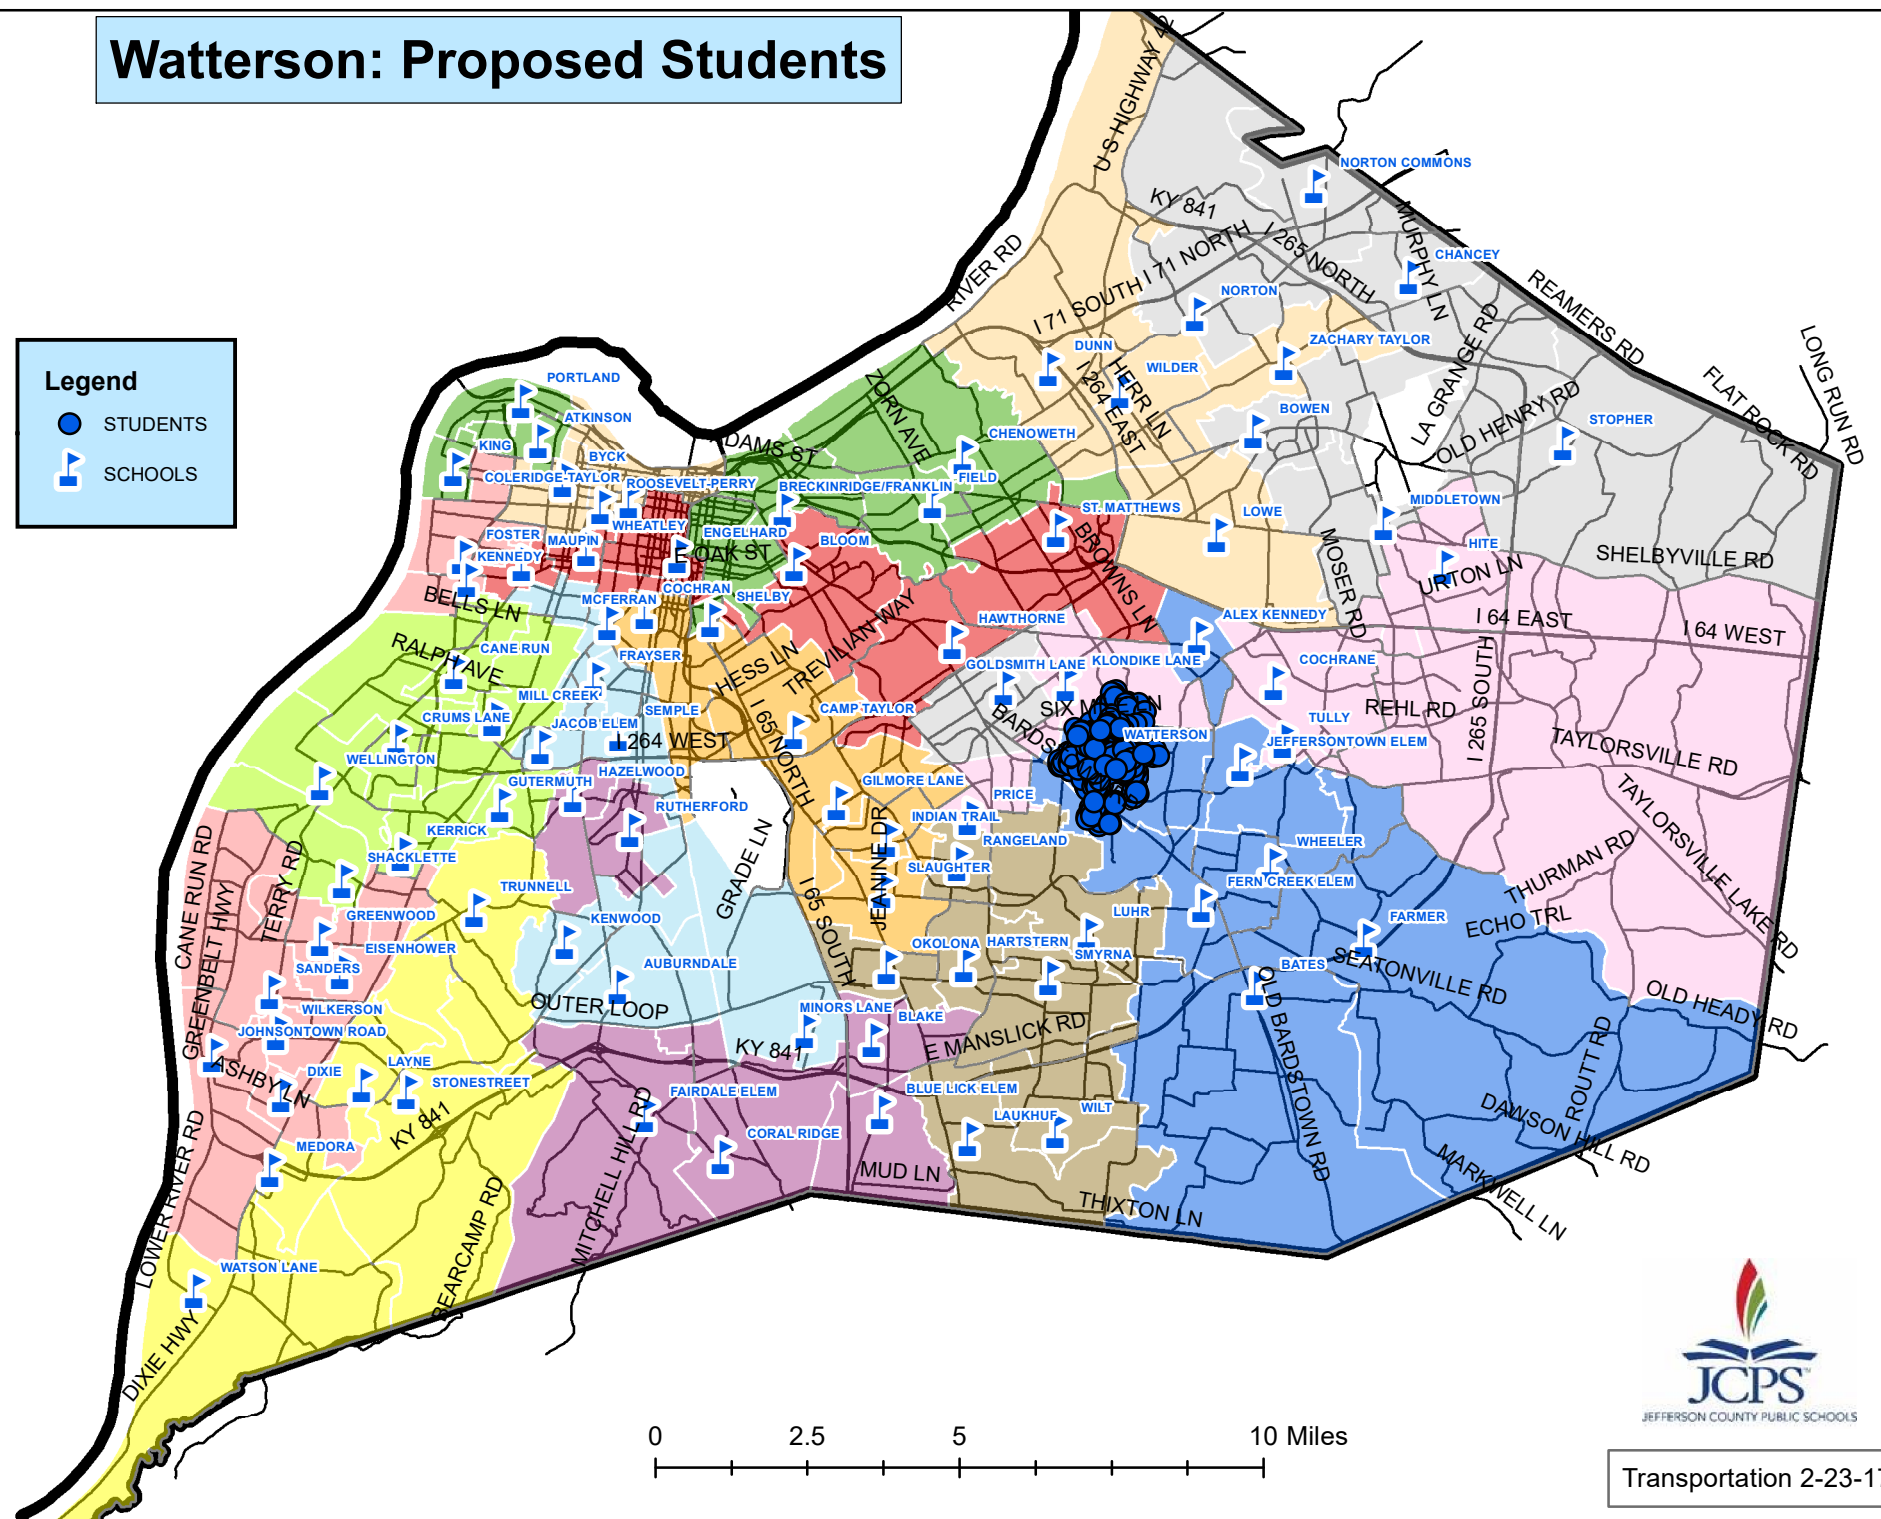 Watterson: Proposed Students
U S HIGHWAY 42
NORTON COMMONS
KY 841
MURPHY LN
I 71 NORTH
I 265 NORTH
CHANCEY
RIVER RD
REAMERS RD
NORTON
I 71 SOUTH
LA GRANGE RD
LONG RUN RD
DUNN
ZACHARY TAYLOR
WILDER
HERR LN
I 264 EAST
FLAT ROCK RD
Legend
STUDENTS
SCHOOLS
PORTLAND
ZORN AVE
OLD HENRY RD
BOWEN
ATKINSON
STOPHER
CHENOWETH
KING
ADAMS ST
BYCK
COLERIDGE-TAYLOR
ROOSEVELT-PERRY
BRECKINRIDGE/FRANKLIN
FIELD
MIDDLETOWN
ST. MATTHEWS
LOWE
WHEATLEY
FOSTER
MAUPIN
ENGELHARD
BLOOM
HITE
KENNEDY
E OAK ST
BROWNS LN
MOSER RD
SHELBYVILLE RD
URTON LN
COCHRAN
SHELBY
BELLS LN
MCFERRAN
HAWTHORNE
ALEX KENNEDY
I 64 EAST
I 64 WEST
RALPH AVE
CANE RUN
FRAYSER
HESS LN
TREVILIAN WAY
GOLDSMITH LANE
KLONDIKE LANE
COCHRANE
MILL CREEK
CRUMS LANE
JACOB ELEM
SEMPLE
CAMP TAYLOR
REHL RD
I 265 SOUTH
TULLY
I 264 WEST
I 65 NORTH
WATTERSON
JEFFERSONTOWN ELEM
TAYLORSVILLE RD
WELLINGTON
GUTERMUTH
HAZELWOOD
GILMORE LANE
PRICE
RUTHERFORD
INDIAN TRAIL
TAYLORSVILLE LAKE RD
KERRICK
RANGELAND
WHEELER
SHACKLETTE
GRADE LN
JEANINE DR
SLAUGHTER
FERN CREEK ELEM
THURMAN RD
CANE RUN RD
TERRY RD
TRUNNELL
GREENBELT HWY
GREENWOOD
KENWOOD
I 65 SOUTH
LUHR
FARMER
ECHO TRL
EISENHOWER
OKOLONA
HARTSTERN
SMYRNA
SANDERS
AUBURNDALE
BATES
SEATONVILLE RD
OUTER LOOP
WILKERSON
MINORS LANE
BLAKE
OLD HEADY RD
JOHNSONTOWN ROAD
KY 841
E MANSLICK RD
OLD BARDSTOWN RD
ROUTT RD
ASHBY LN
DIXIE
LAYNE
STONESTREET
FAIRDALE ELEM
BLUE LICK ELEM
LAUKHUF
WILT
DAWSON HILL RD
KY 841
CORAL RIDGE
MEDORA
MITCHELL HILL RD
MUD LN
MARKWELL LN
LOWER RIVER RD
BEARCAMP RD
THIXTON LN
WATSON LANE
DIXIE HWY
JCPS
JEFFERSON COUNTY PUBLIC SCHOOLS
0 2.5 5 10 Miles
Transportation 2-23-17